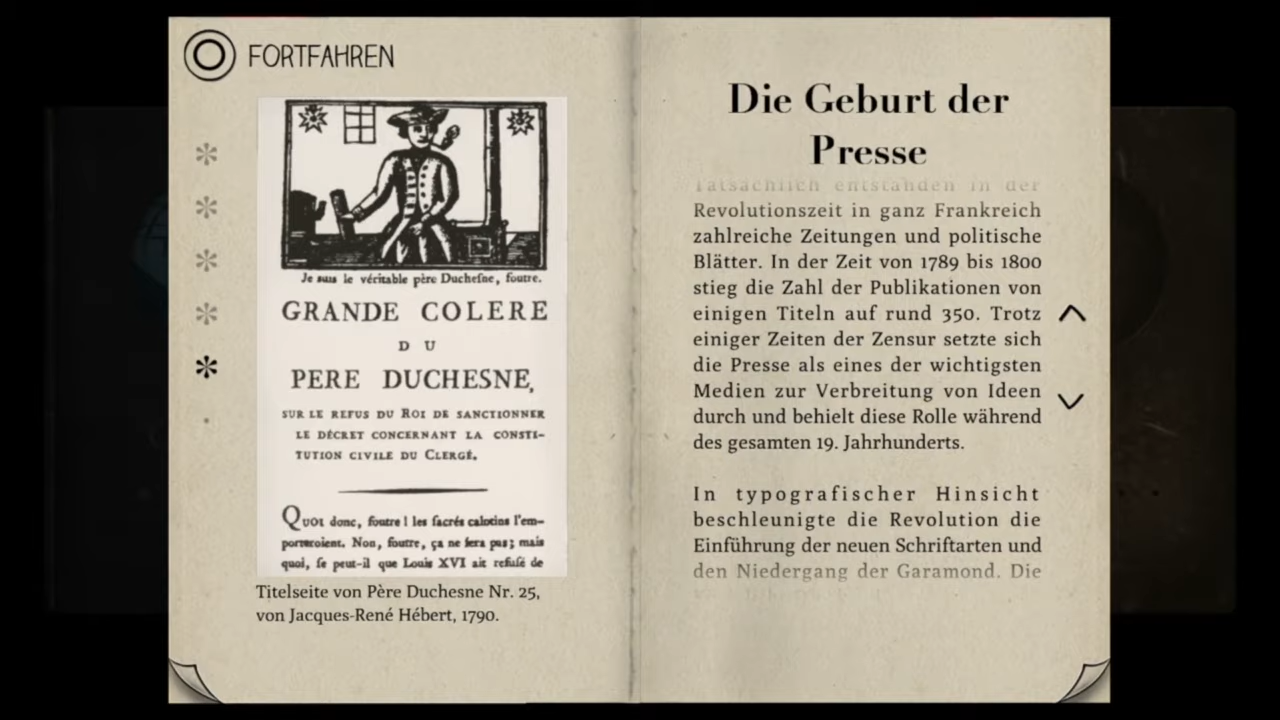 FORTFAHREN
Je suis le véritable père Ducheſne, foutre.
GRANDE COLERE
DU
PERE DUCHESNE,
SUR LE REFUS DU ROI DE SANCTIONNER
LE DÉCRET CONCERNANT LA CONSTI-
TUTION CIVILE DU CLERGÉ.
QUOI donc, foutre ! les ſacrés calotins l'em-
porteroient. Non, foutre, ça ne ſera pas; mais
quoi, ſe peut-il que Louis XVI ait refuſé de
Titelseite von Père Duchesne Nr. 25,
von Jacques-René Hébert, 1790.
Die Geburt der
Presse
Tatsächlich entstanden in der
Revolutionszeit in ganz Frankreich
zahlreiche Zeitungen und politische
Blätter. In der Zeit von 1789 bis 1800
stieg die Zahl der Publikationen von
einigen Titeln auf rund 350. Trotz
einiger Zeiten der Zensur setzte sich
die Presse als eines der wichtigsten
Medien zur Verbreitung von Ideen
durch und behielt diese Rolle während
des gesamten 19. Jahrhunderts.
In typografischer Hinsicht
beschleunigte die Revolution die
Einführung der neuen Schriftarten und
den Niedergang der Garamond. Die